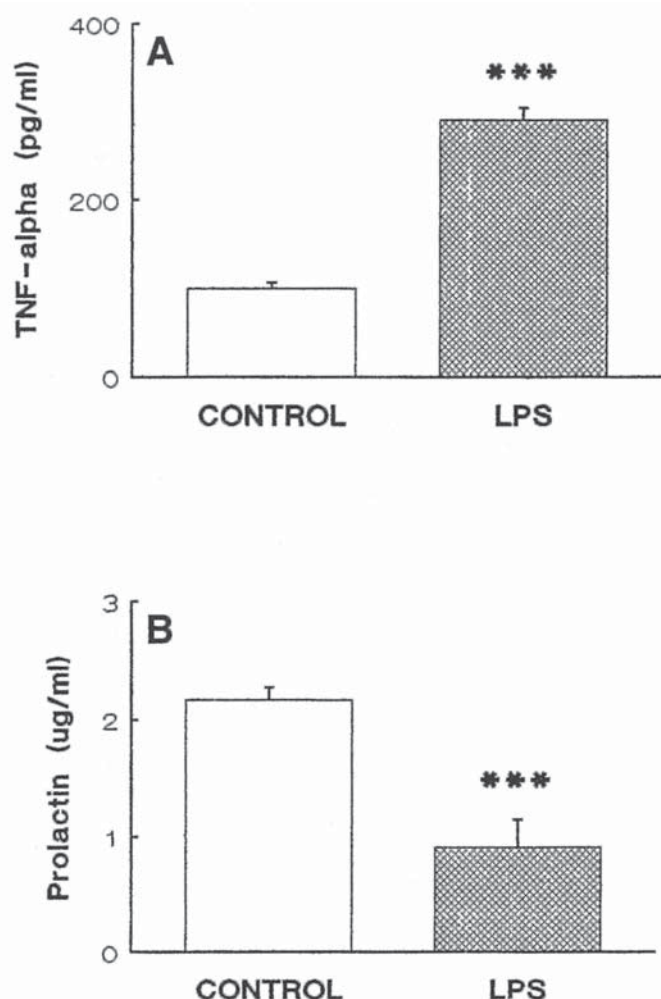 400
A
***
TNF-alpha (pg/ml)
200
0
CONTROL LPS
3
B
Prolactin (ug/ml)
2
***
1
0
CONTROL LPS